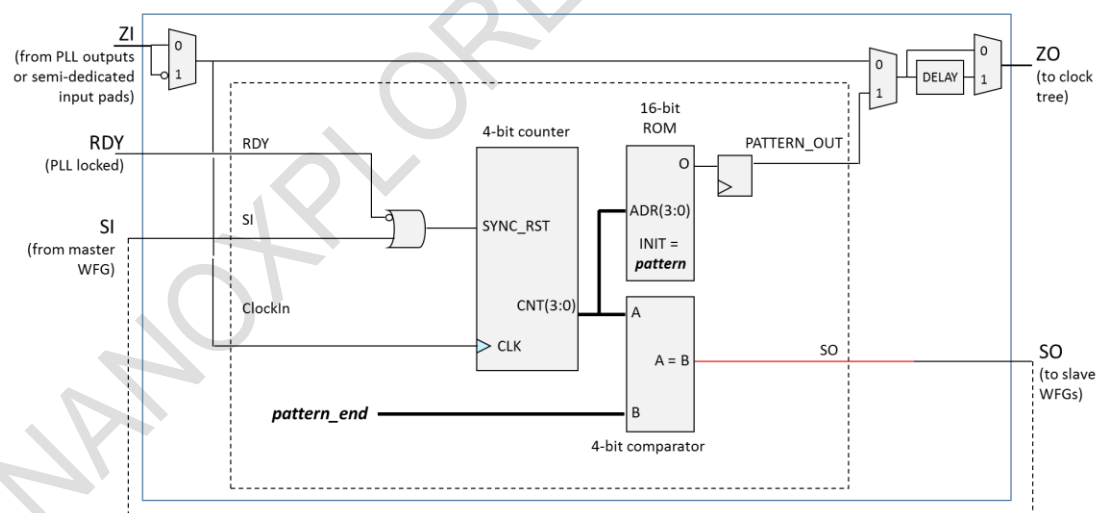 ZI
(from PLL outputs
or semi-dedicated
input pads)
0
1
RDY
(PLL locked)
RDY
SI
(from master
WFG)
SI
ClockIn
4-bit counter
SYNC_RST
CNT(3:0)
CLK
16-bit
ROM
O
ADR(3:0)
INIT =
pattern
PATTERN_OUT
0
1
DELAY
0
1
ZO
(to clock
tree)
A
A = B
B
4-bit comparator
pattern_end
SO
SO
(to slave
WFGs)